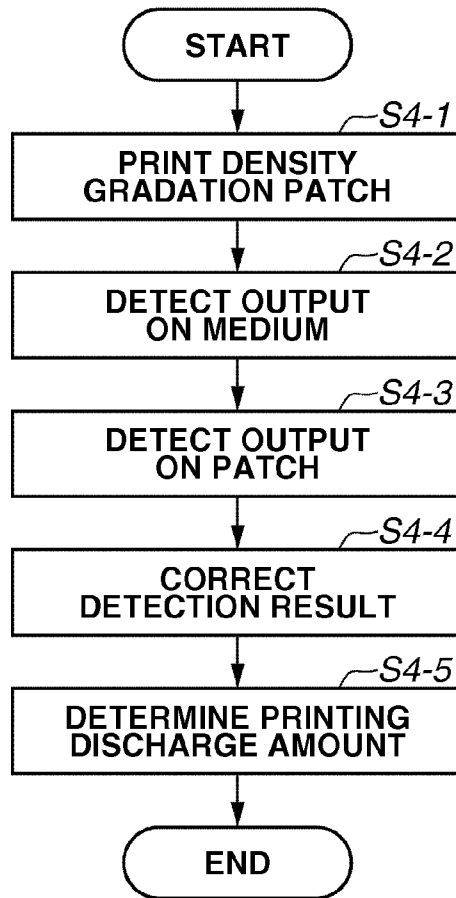 START
S4-1
PRINT DENSITY
GRADATION PATCH
S4-2
DETECT OUTPUT
ON MEDIUM
S4-3
DETECT OUTPUT
ON PATCH
S4-4
CORRECT
DETECTION RESULT
S4-5
DETERMINE PRINTING
DISCHARGE AMOUNT
END